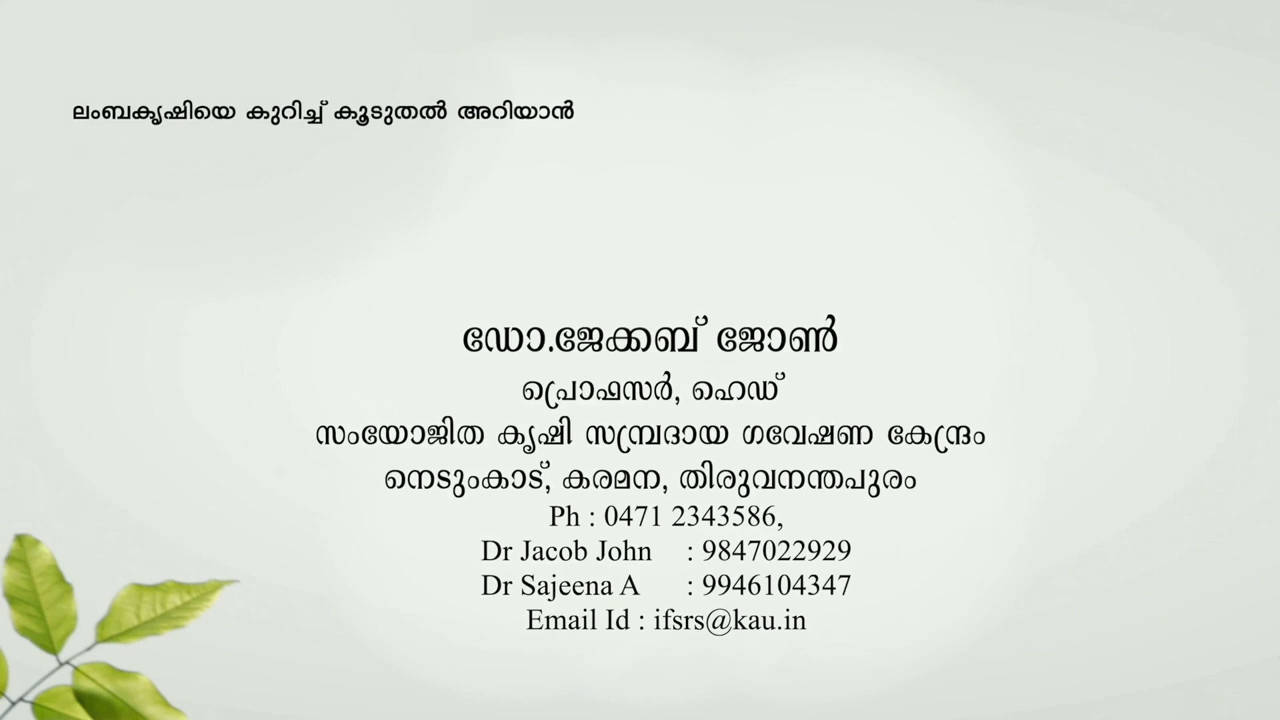 ലംബകൃഷിയെ കുറിച്ച് കൂടുതൽ അറിയാൻ
ഡോ.ജേക്കബ് ജോൺ
പ്രൊഫസർ, ഹെഡ്
സംയോജിത കൃഷി സമ്പ്രദായ ഗവേഷണ കേന്ദ്രം
നെടുംകാട്, കരമന, തിരുവനന്തപുരം
Ph : 0471 2343586,
Dr Jacob John : 9847022929
Dr Sajeena A : 9946104347
Email Id : ifsrs@kau.in